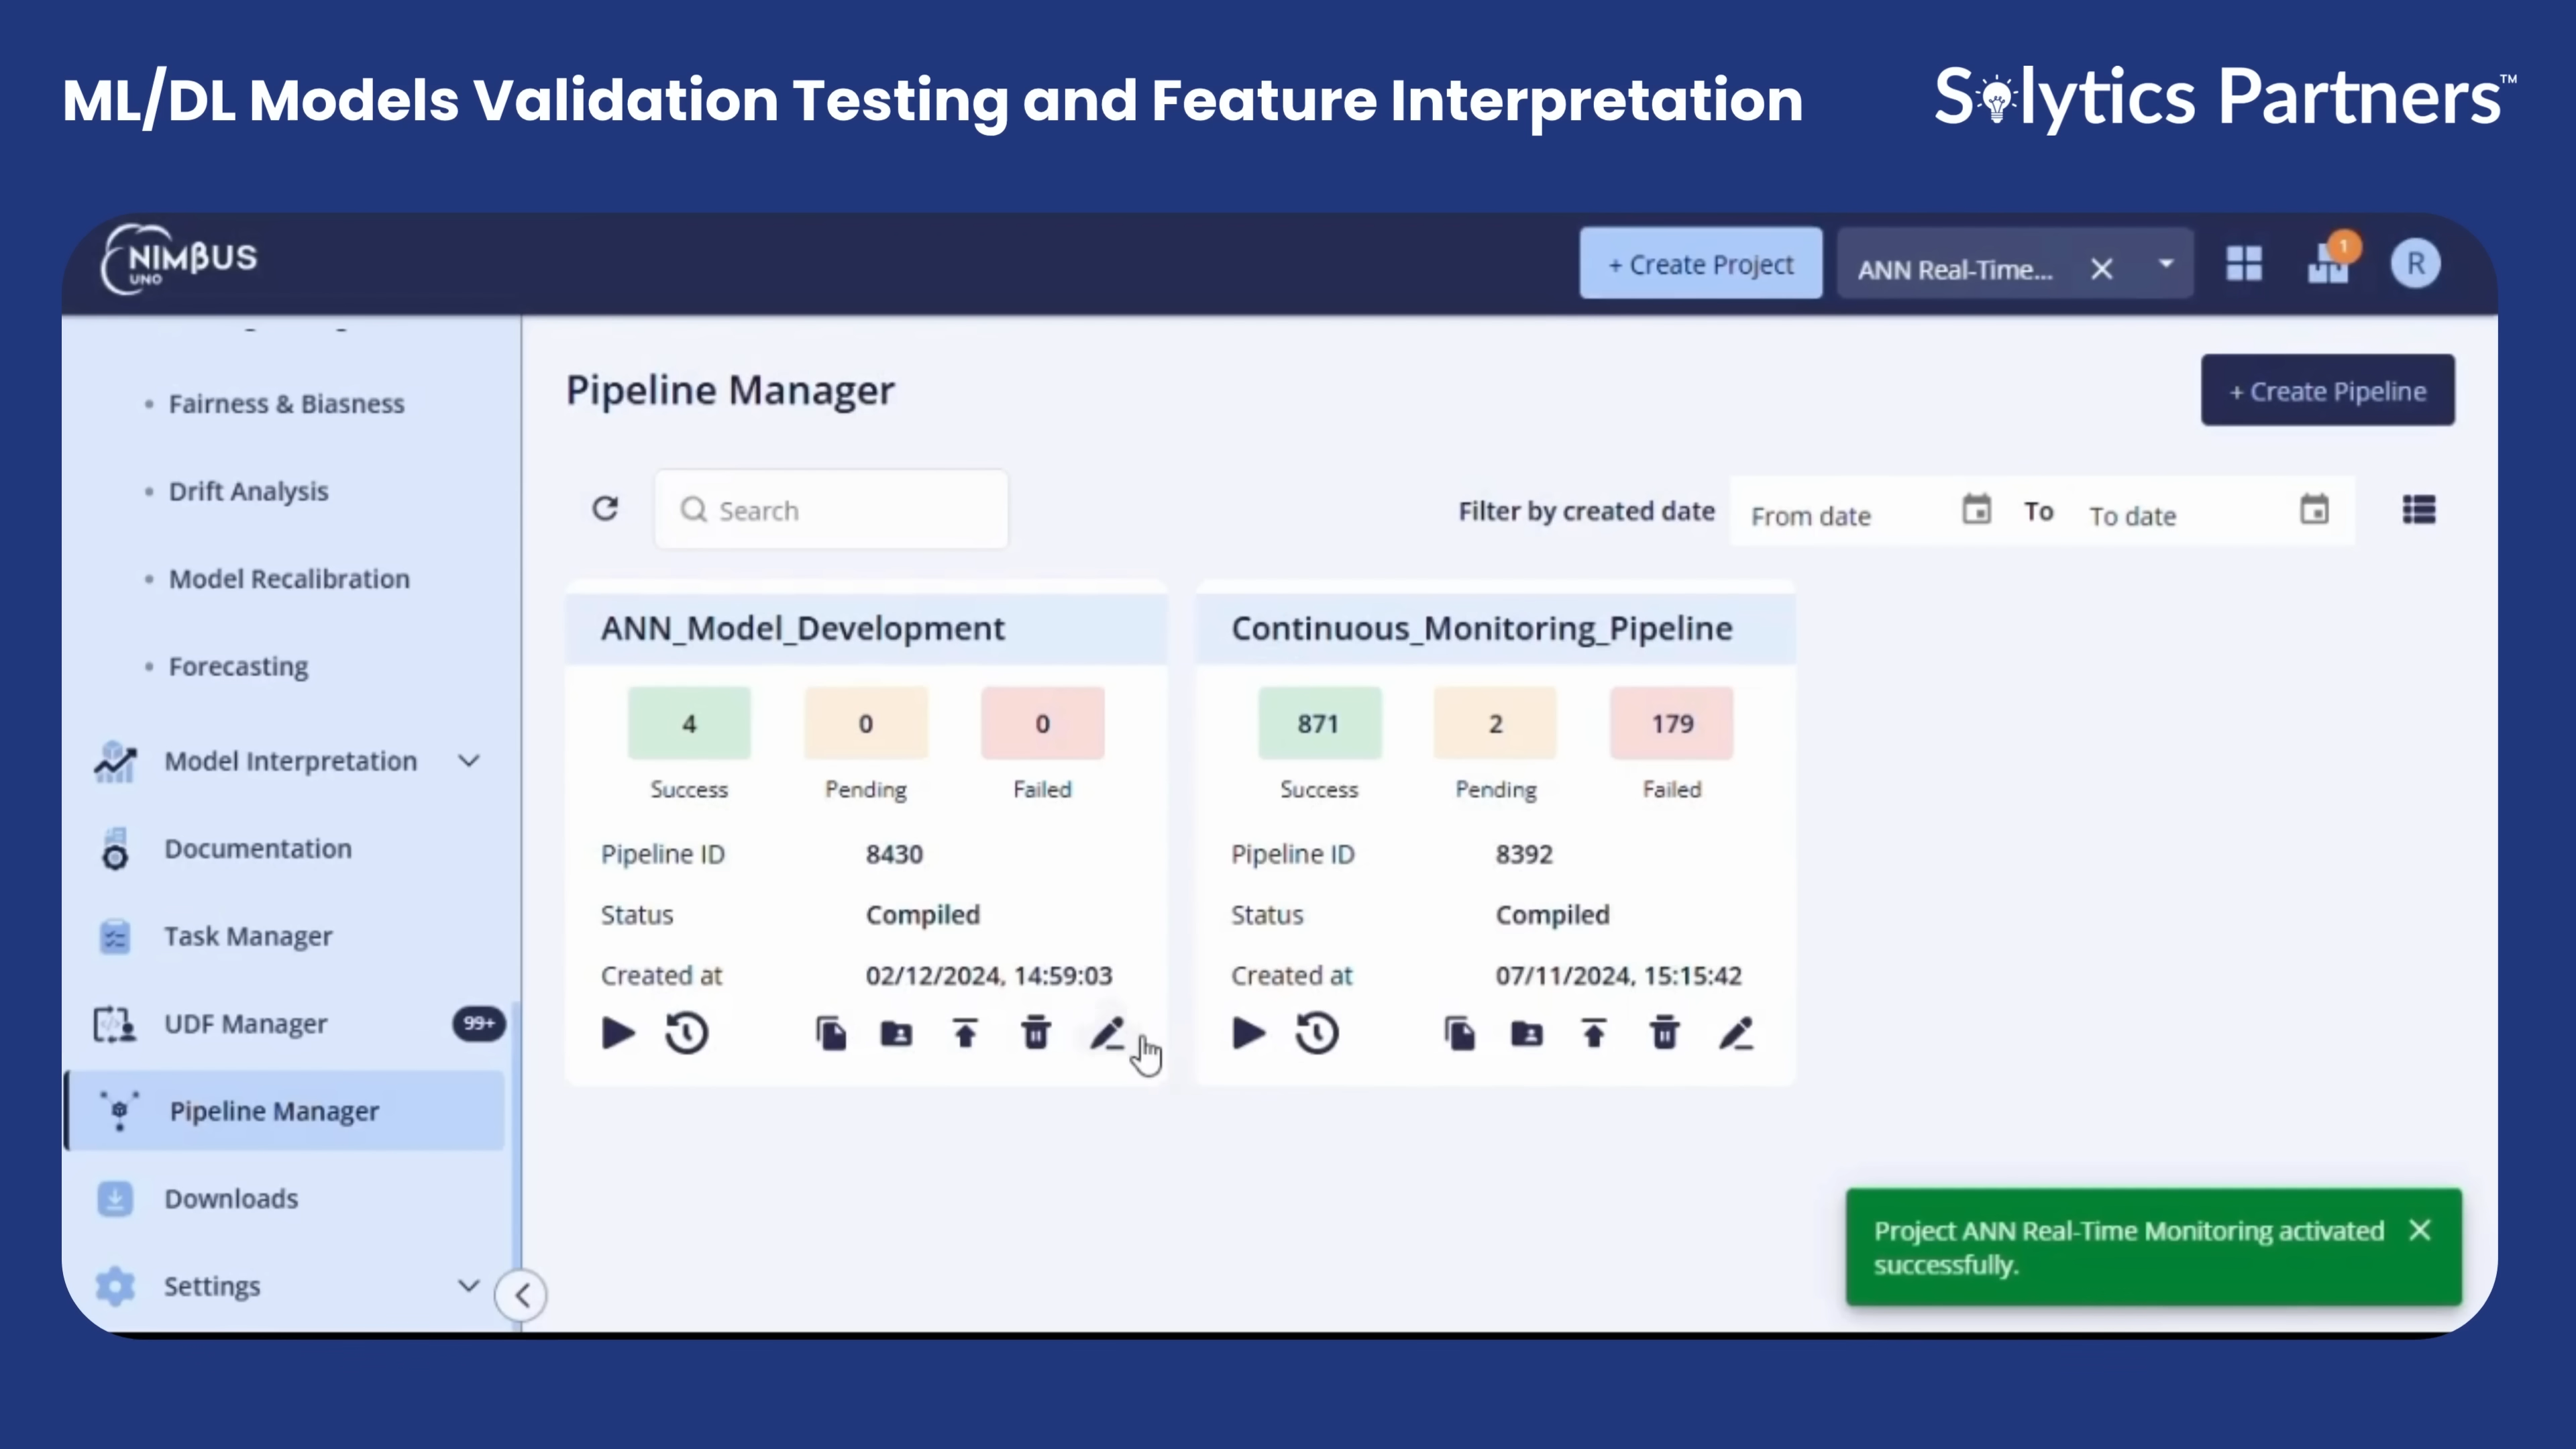 ML/DL Models Validation Testing and Feature Interpretation
Solytics Partners™
NIMβUS
UNO
+ Create Project
ANN Real-Time...
1
R
Fairness & Biasness
Drift Analysis
Model Recalibration
Forecasting
Model Interpretation
Documentation
Task Manager
UDF Manager
99+
Pipeline Manager
Downloads
Settings
Pipeline Manager
+ Create Pipeline
Search
Filter by created date
From date
To
To date
ANN_Model_Development
4
0
0
Success
Pending
Failed
Pipeline ID
8430
Status
Compiled
Created at
02/12/2024, 14:59:03
Continuous_Monitoring_Pipeline
871
2
179
Success
Pending
Failed
Pipeline ID
8392
Status
Compiled
Created at
07/11/2024, 15:15:42
Project ANN Real-Time Monitoring activated
successfully.